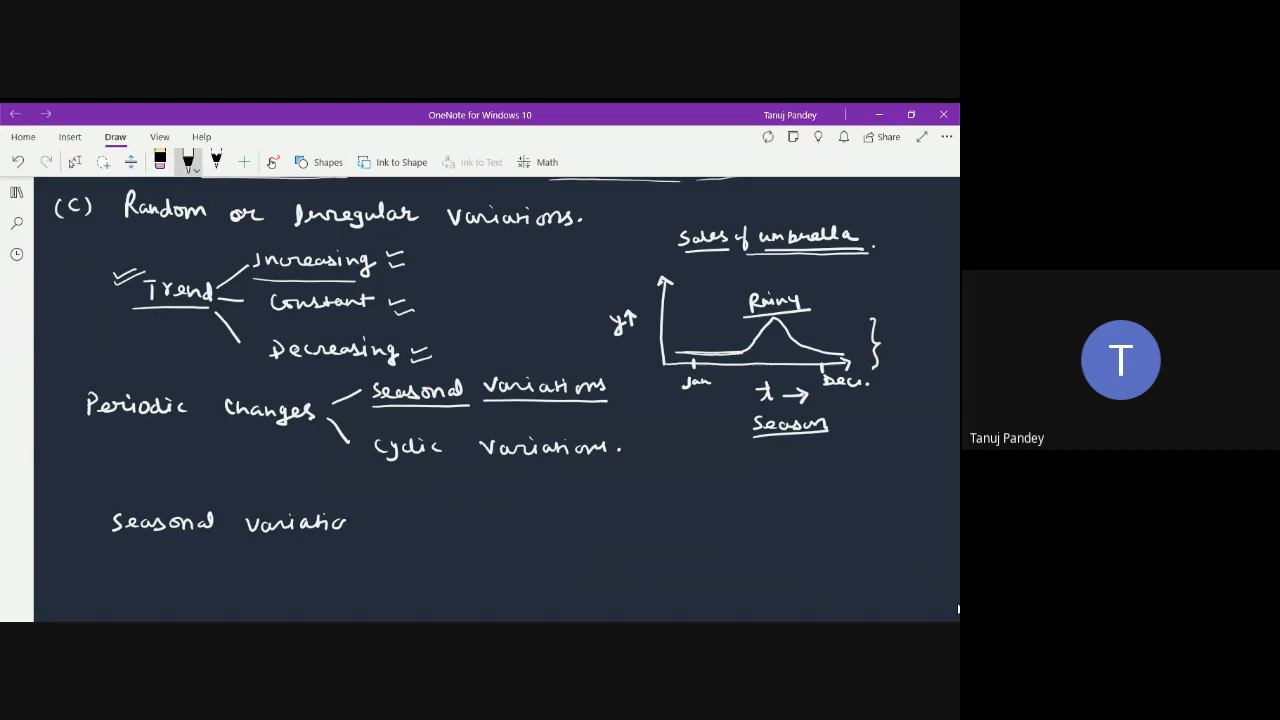 OneNote for Windows 10
Tanuj Pandey
Home Insert Draw View Help
Share
Shapes Ink to Shape Ink to Text Math
(C) Random or Irregular Variations.
Trend
Increasing
Constant
Decreasing
Periodic Changes
Seasonal Variations
Cyclic Variations.
Seasonal Variatio
Sales of umbrella.
Rainy
y↑
Jan
Dec.
t →
Season
T
Tanuj Pandey